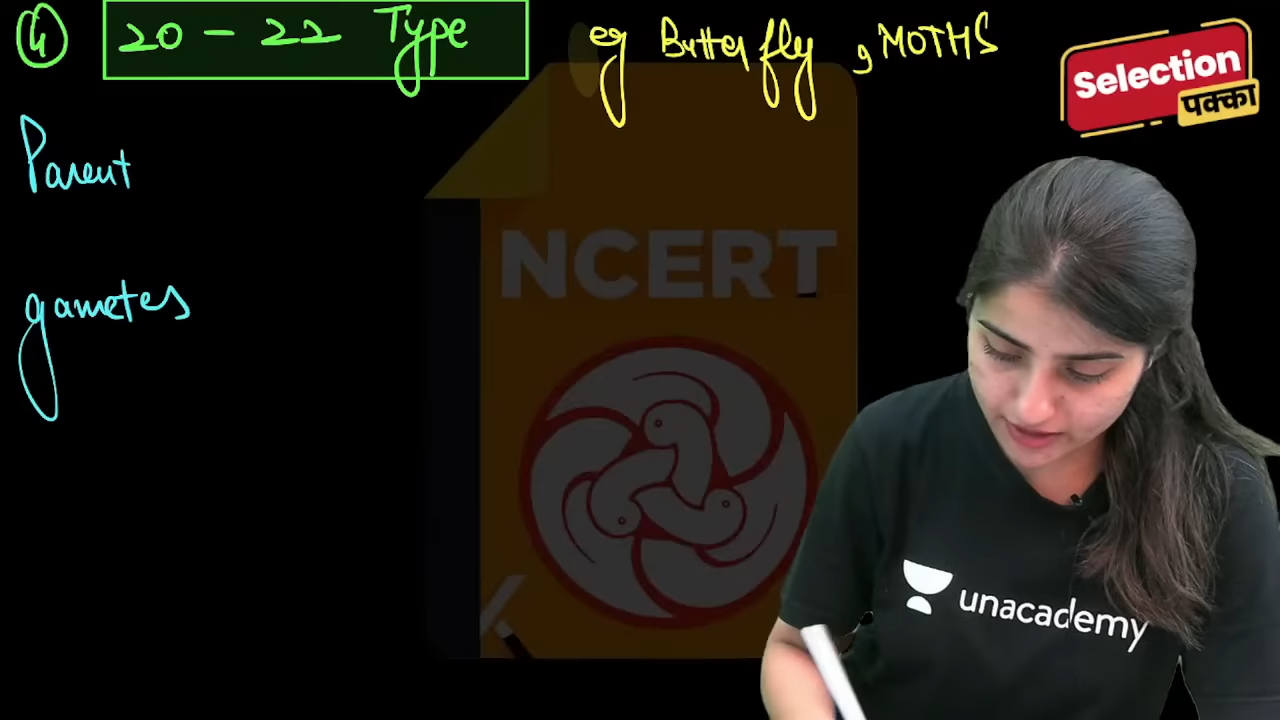 ④ 20 - 22 Type eg Butterfly, MOTHS
Selection
पक्का
Parent
NCERT
gametes
unacademy